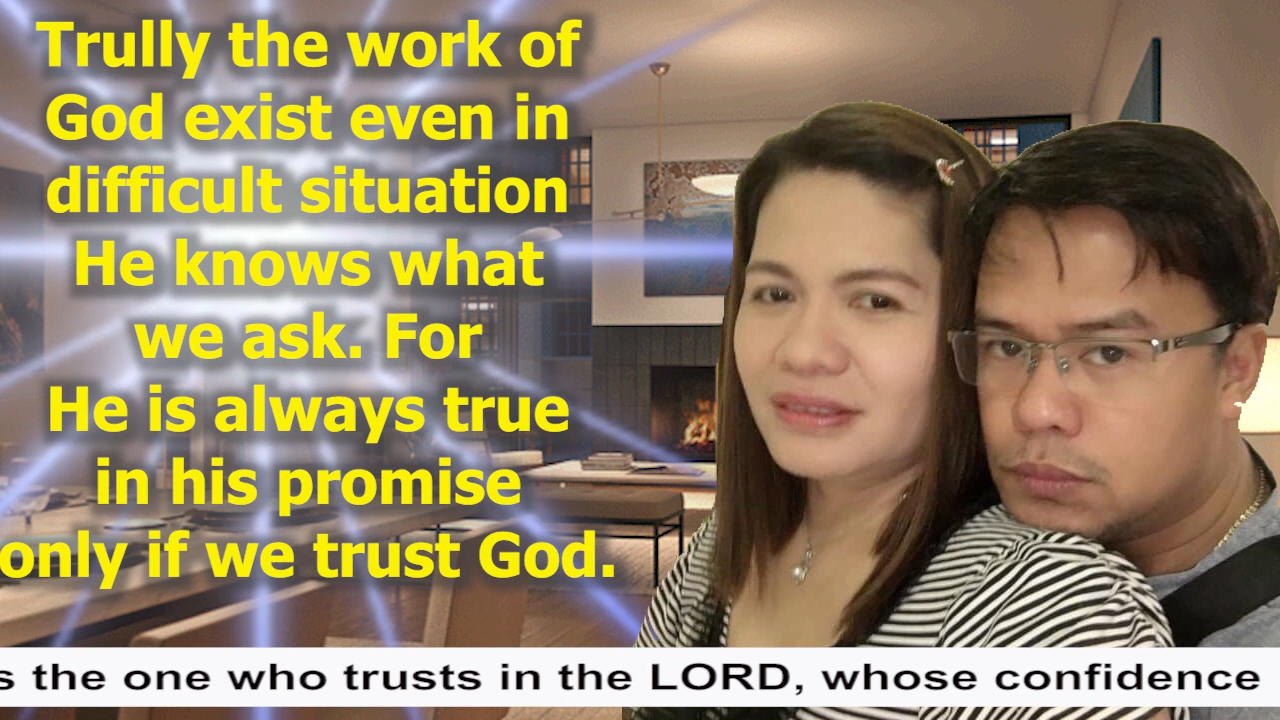 Trully the work of
God exist even in
difficult situation
He knows what
we ask. For
He is always true
in his promise
only if we trust God.
s the one who trusts in the LORD, whose confidence